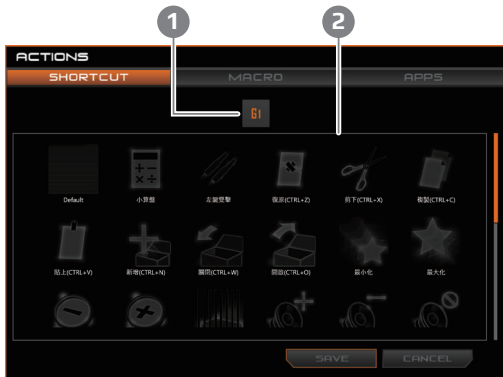 1 2
ACTIONS
SHORTCUT MACRO APPS
G1
Default 小算盤 左鍵雙擊 復原(CTRL+Z) 剪下(CTRL+X) 複製(CTRL+C)
貼上(CTRL+V) 新增(CTRL+N) 關閉(CTRL+W) 開啟(CTRL+O) 最小化 最大化
SAVE CANCEL